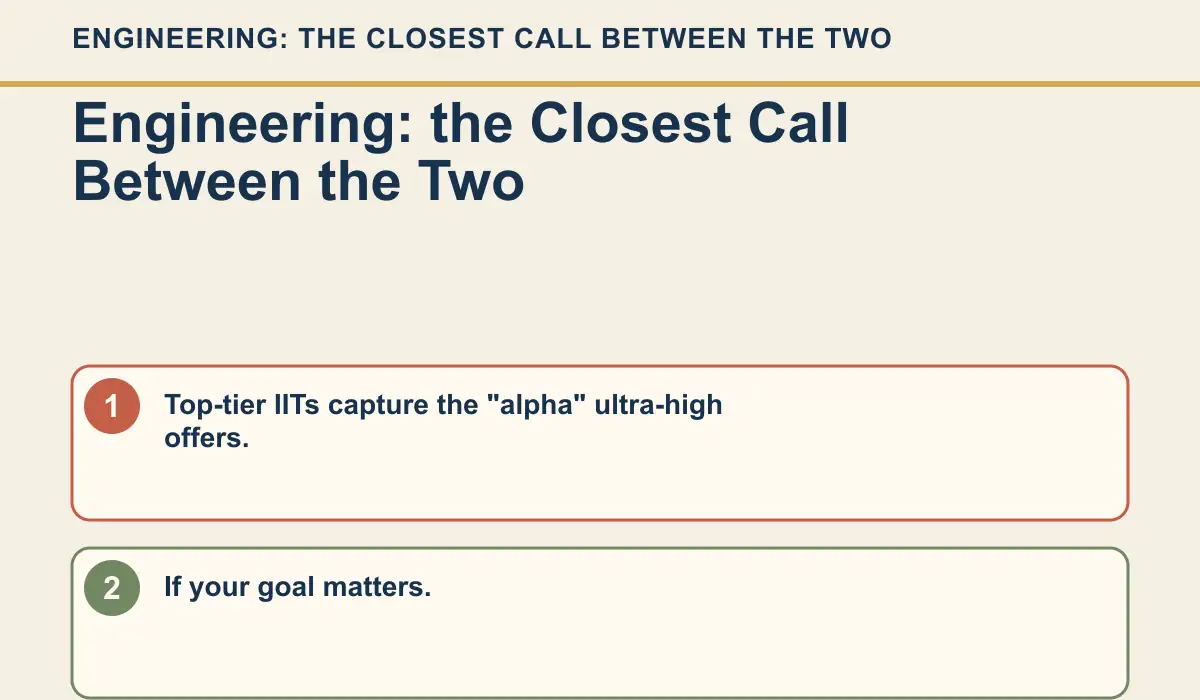 ENGINEERING: THE CLOSEST CALL BETWEEN THE TWO
Engineering: the Closest Call
Between the Two
1
Top-tier IITs capture the "alpha" ultra-high
offers.
2
If your goal matters.